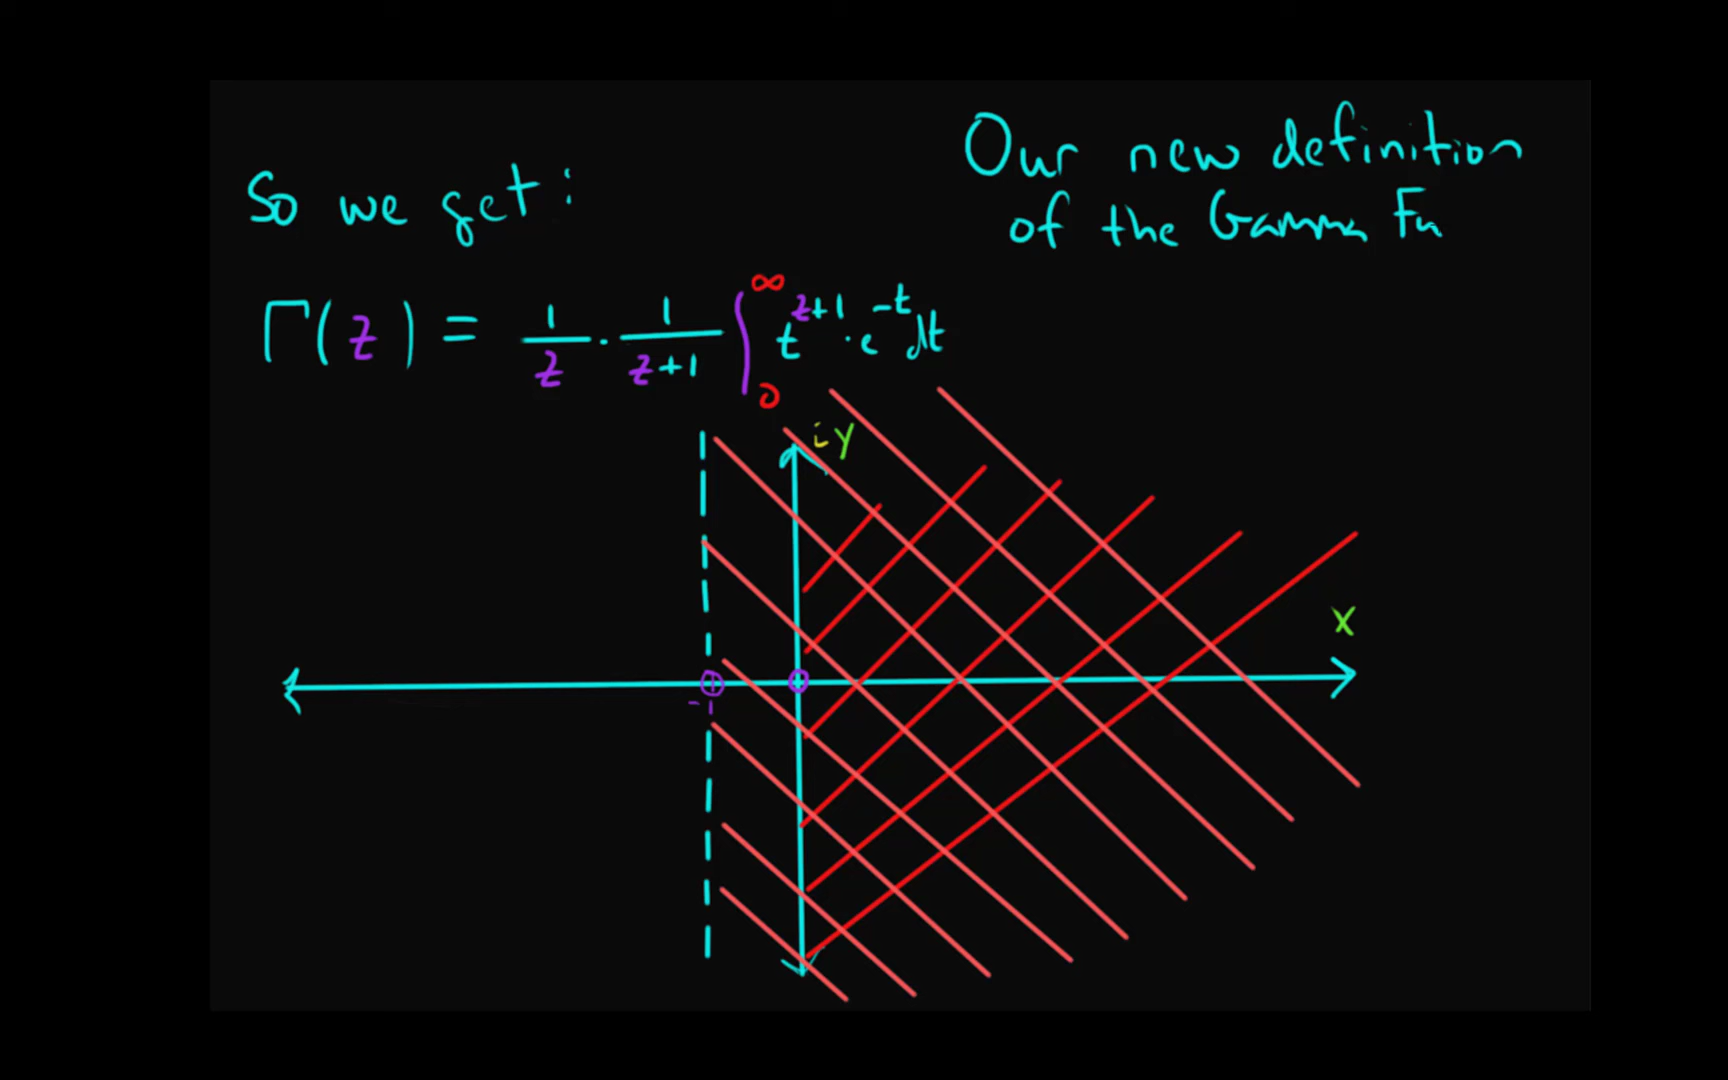 So we get:
Our new definition
of the Gamma Fn
Γ(z) = 1/z · 1/(z+1) ∫₀^∞ t^(z+1) · e^(-t) dt
iy
x
-1